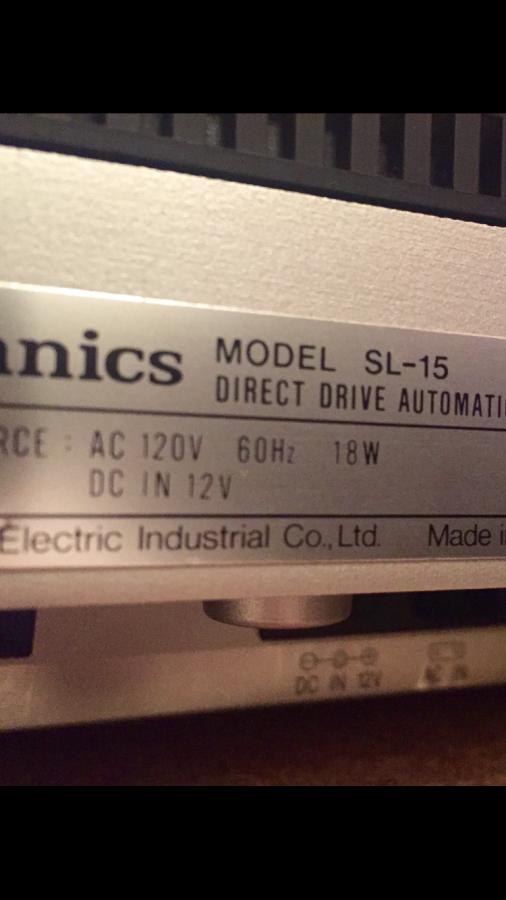 nics MODEL SL-15
DIRECT DRIVE AUTOMATI
RCE : AC 120V 60Hz 18W
DC IN 12V
Electric Industrial Co., Ltd. Made i
DC IN 12V